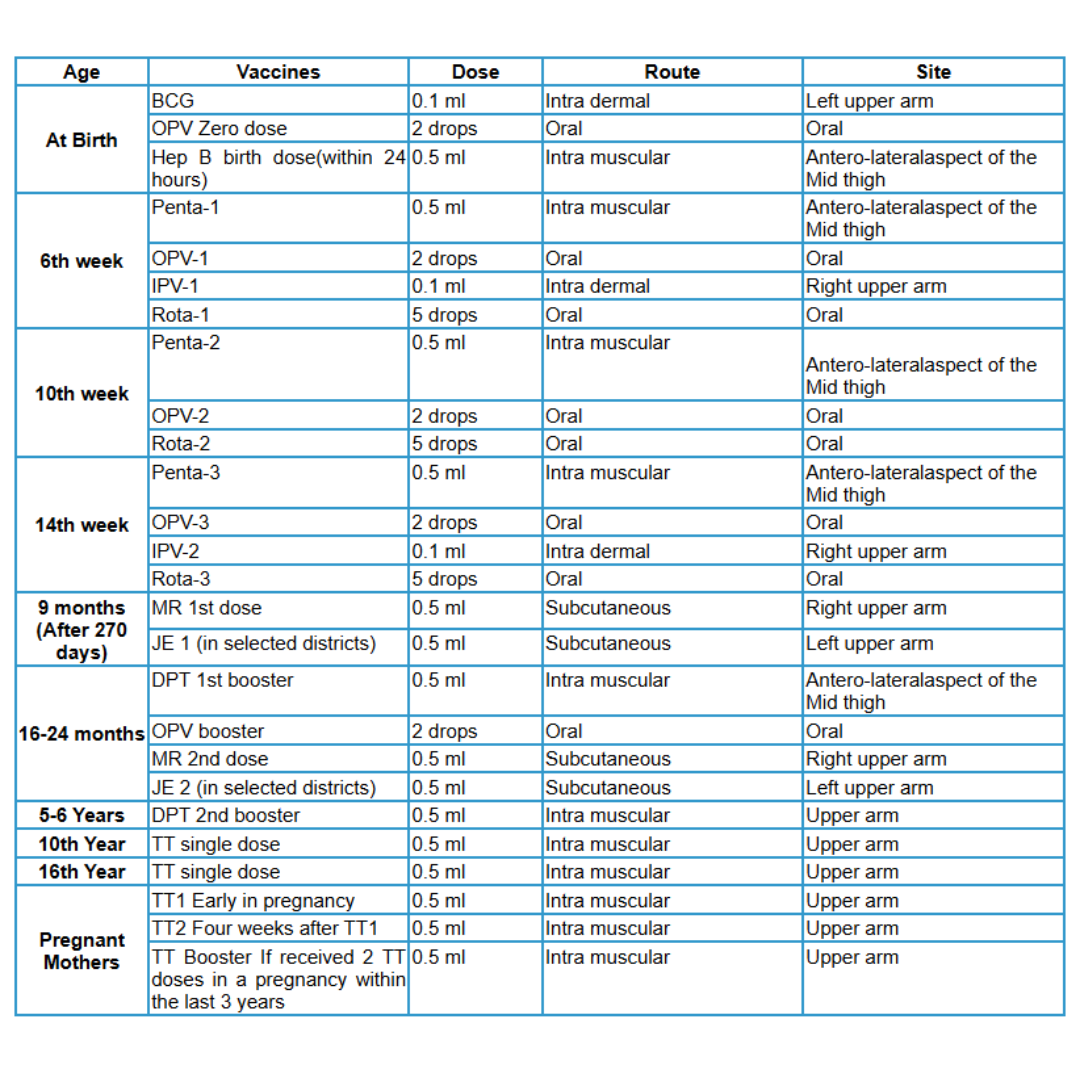 Age Vaccines Dose Route Site
At Birth
BCG 0.1 ml Intra dermal Left upper arm
OPV Zero dose 2 drops Oral Oral
Hep B birth dose(within 24 0.5 ml Intra muscular Antero-lateralaspect of the
hours) Mid thigh
6th week
Penta-1 0.5 ml Intra muscular Antero-lateralaspect of the
Mid thigh
OPV-1 2 drops Oral Oral
IPV-1 0.1 ml Intra dermal Right upper arm
Rota-1 5 drops Oral Oral
10th week
Penta-2 0.5 ml Intra muscular
Antero-lateralaspect of the
Mid thigh
OPV-2 2 drops Oral Oral
Rota-2 5 drops Oral Oral
14th week
Penta-3 0.5 ml Intra muscular Antero-lateralaspect of the
Mid thigh
OPV-3 2 drops Oral Oral
IPV-2 0.1 ml Intra dermal Right upper arm
Rota-3 5 drops Oral Oral
9 months
(After 270
days)
MR 1st dose 0.5 ml Subcutaneous Right upper arm
JE 1 (in selected districts) 0.5 ml Subcutaneous Left upper arm
16-24 months
DPT 1st booster 0.5 ml Intra muscular Antero-lateralaspect of the
Mid thigh
OPV booster 2 drops Oral Oral
MR 2nd dose 0.5 ml Subcutaneous Right upper arm
JE 2 (in selected districts) 0.5 ml Subcutaneous Left upper arm
5-6 Years DPT 2nd booster 0.5 ml Intra muscular Upper arm
10th Year TT single dose 0.5 ml Intra muscular Upper arm
16th Year TT single dose 0.5 ml Intra muscular Upper arm
Pregnant
Mothers
TT1 Early in pregnancy 0.5 ml Intra muscular Upper arm
TT2 Four weeks after TT1 0.5 ml Intra muscular Upper arm
TT Booster If received 2 TT 0.5 ml Intra muscular Upper arm
doses in a pregnancy within
the last 3 years